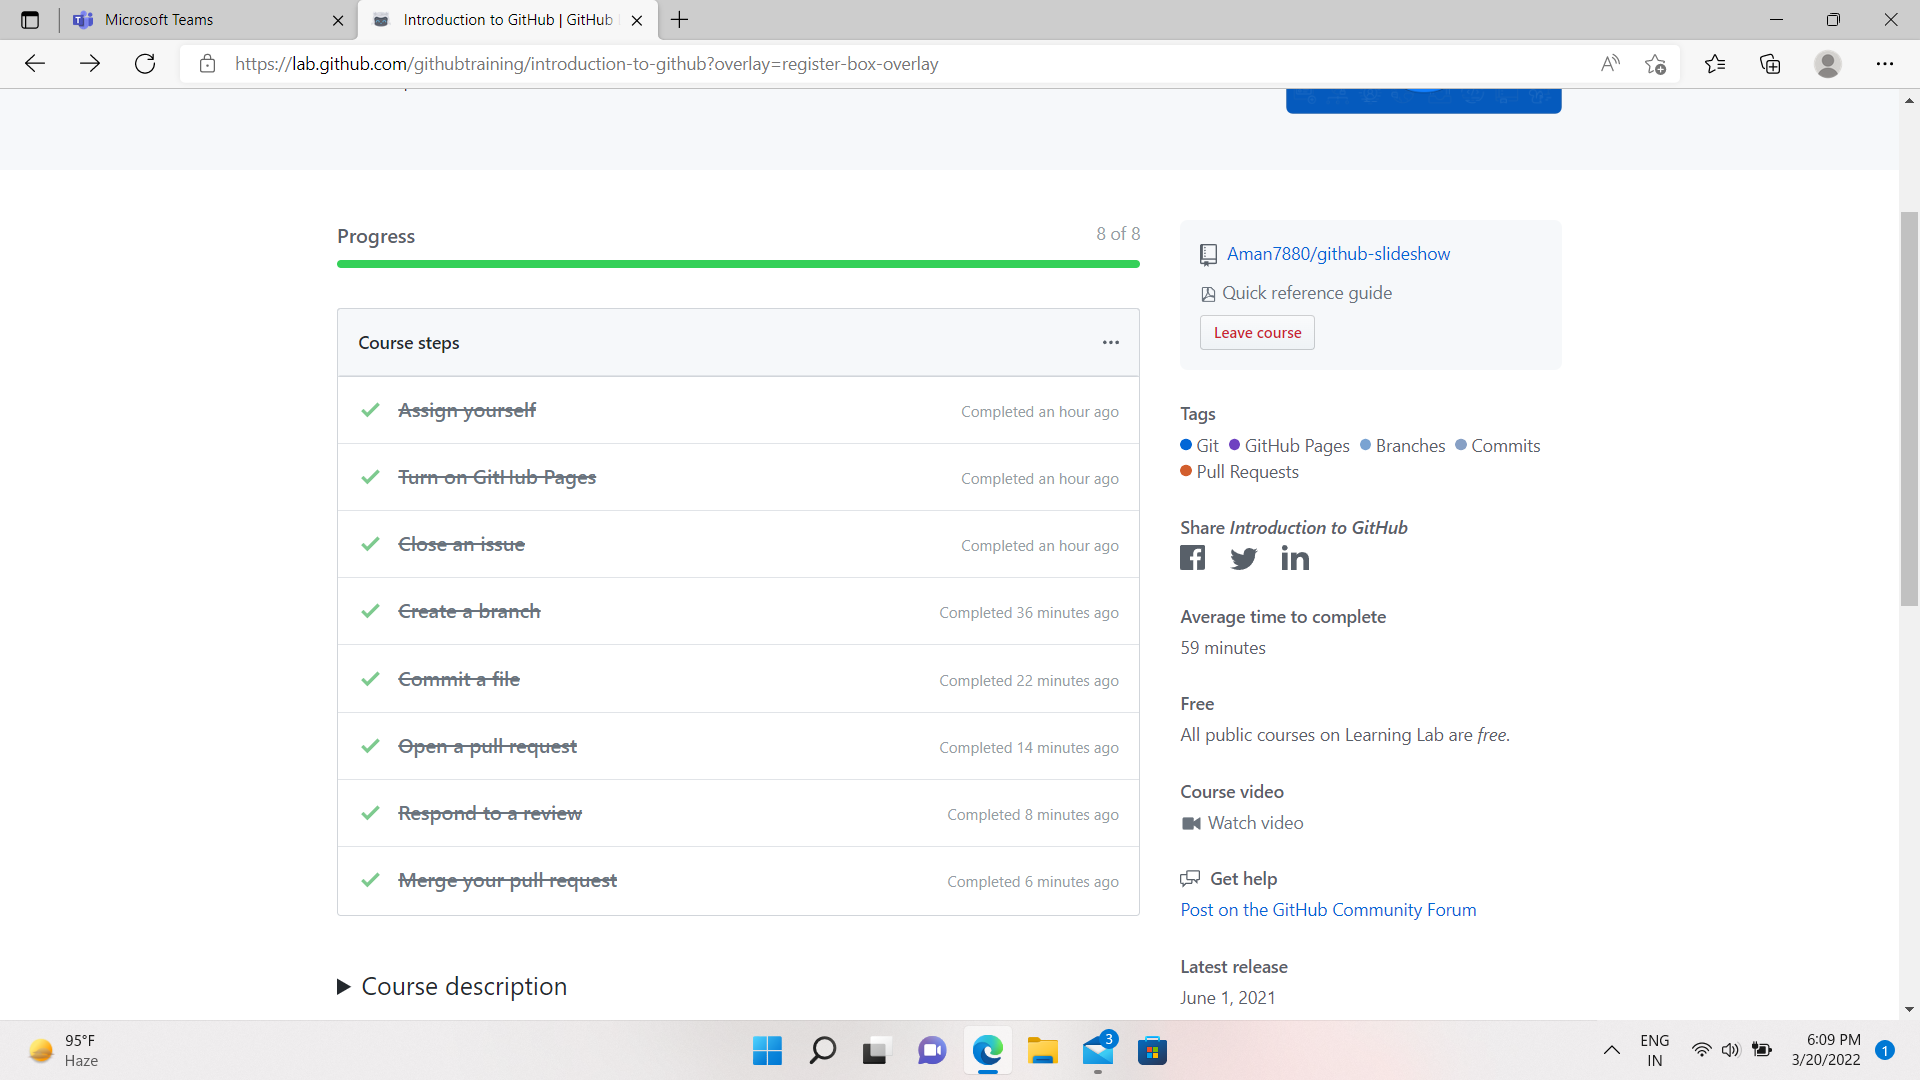 Microsoft Teams
Introduction to GitHub | GitHub
https://lab.github.com/githubtraining/introduction-to-github?overlay=register-box-overlay
Progress
8 of 8
Course steps
Assign yourself
Completed an hour ago
Turn on GitHub Pages
Completed an hour ago
Close an issue
Completed an hour ago
Create a branch
Completed 36 minutes ago
Commit a file
Completed 22 minutes ago
Open a pull request
Completed 14 minutes ago
Respond to a review
Completed 8 minutes ago
Merge your pull request
Completed 6 minutes ago
Course description
Aman7880/github-slideshow
Quick reference guide
Leave course
Tags
Git GitHub Pages Branches Commits
Pull Requests
Share Introduction to GitHub
Average time to complete
59 minutes
Free
All public courses on Learning Lab are free.
Course video
Watch video
Get help
Post on the GitHub Community Forum
Latest release
June 1, 2021
95°F
Haze
3
ENG
IN
6:09 PM
3/20/2022
1